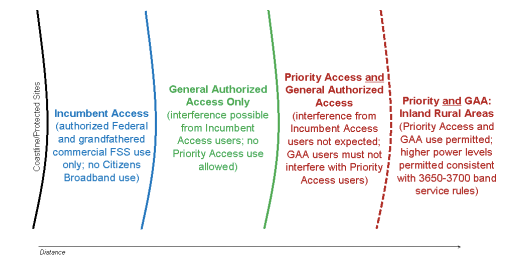 Coastline/Protected Sites
Incumbent Access
(authorized Federal
and grandfathered
commercial FSS use
only; no Citizens
Broadband use)
General Authorized
Access Only
(interference possible
from Incumbent
Access users; no
Priority Access use
allowed)
Priority Access and
General Authorized
Access
(interference from
Incumbent Access
users not expected;
GAA users must not
interfere with Priority
Access users)
Priority and GAA:
Inland Rural Areas
(Priority Access and
GAA use permitted;
higher power levels
permitted consistent
with 3650-3700 band
service rules)
Distance